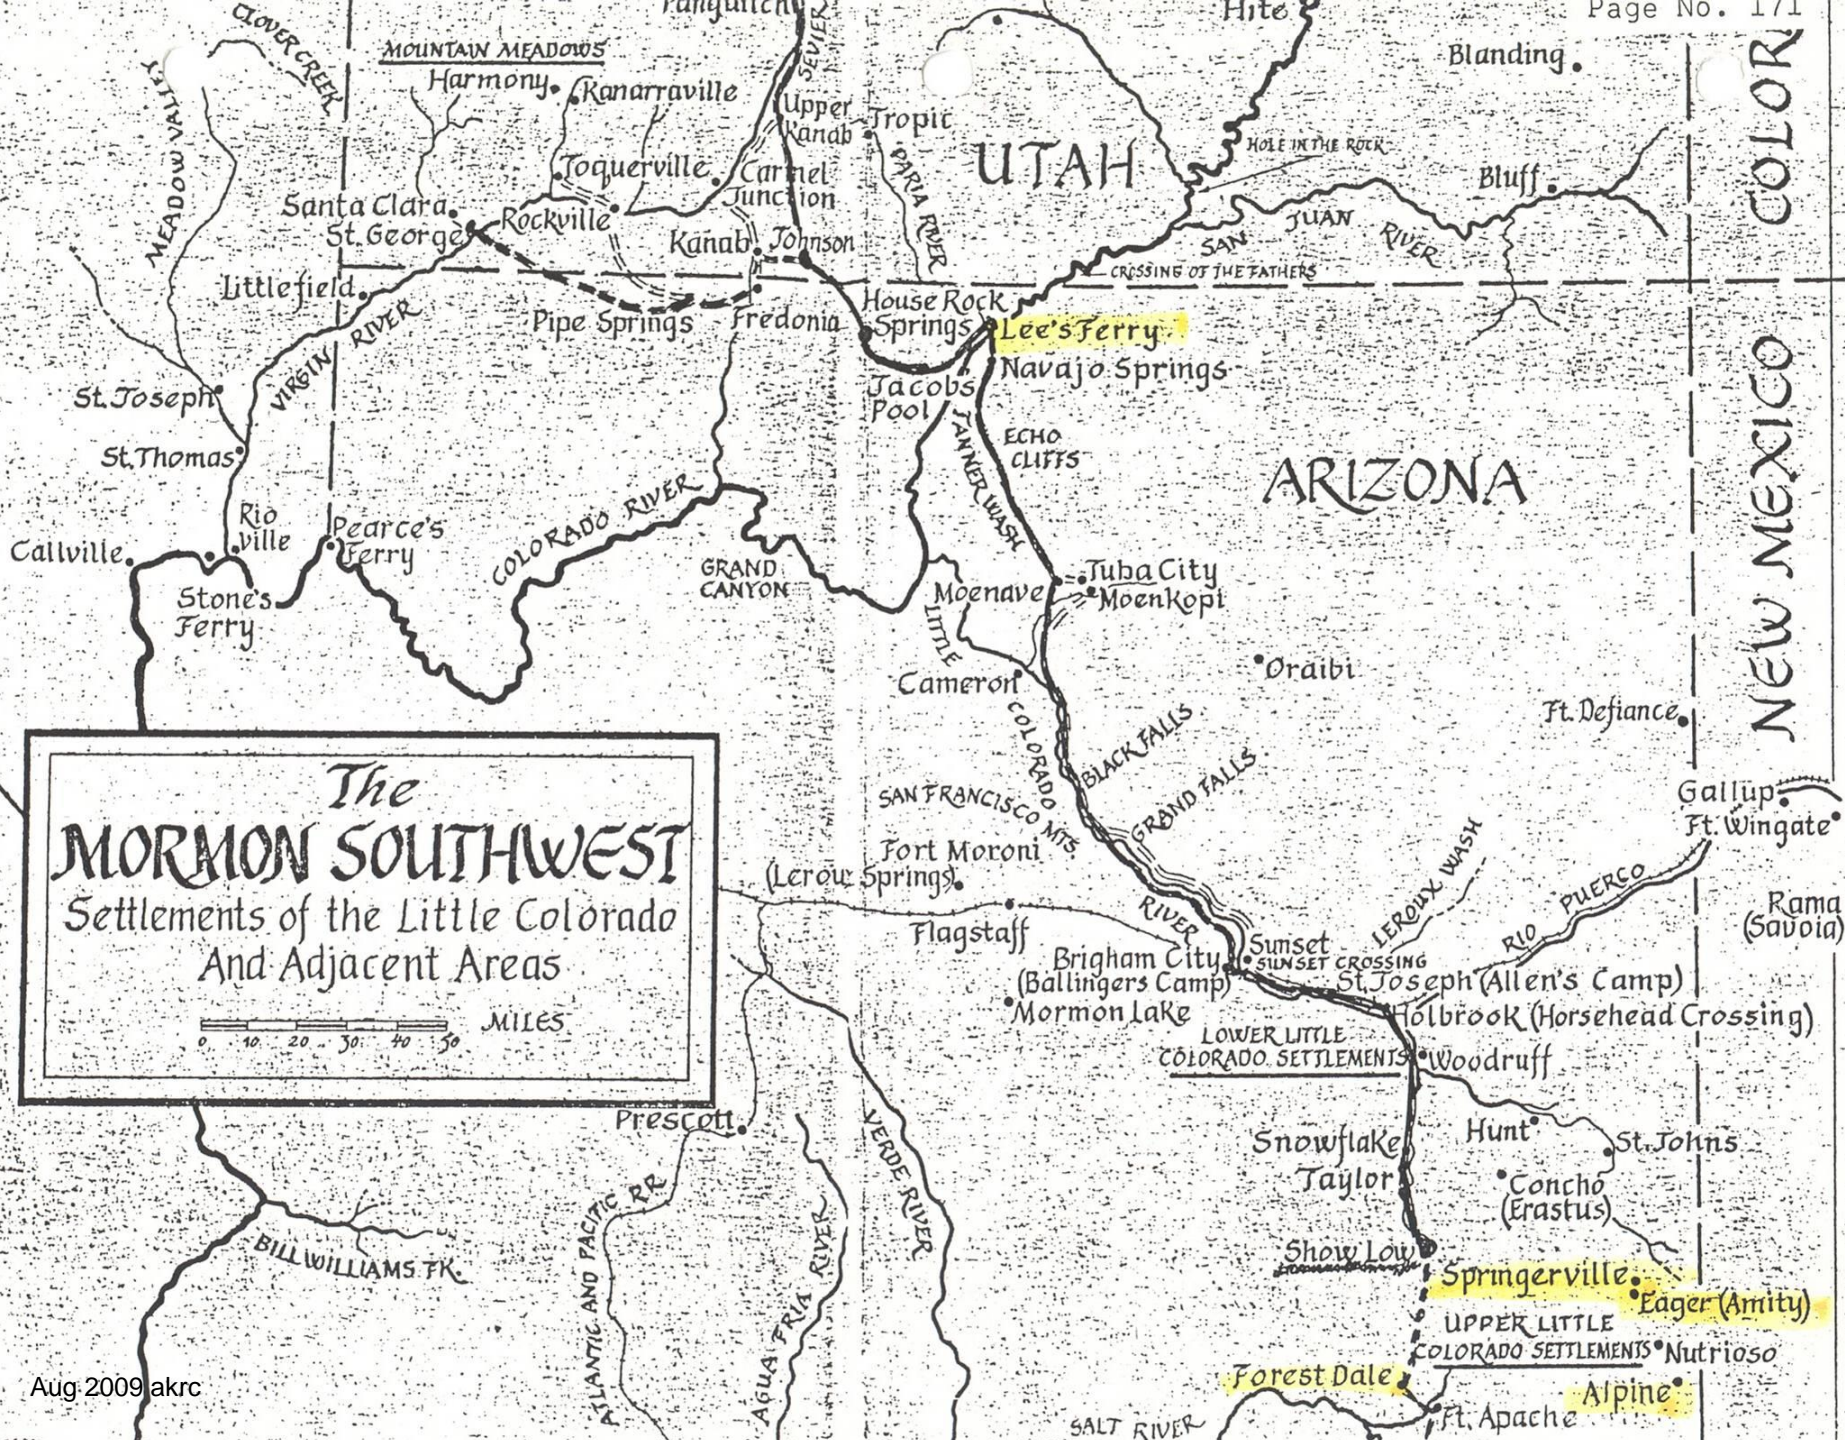 Page No. 171
Hite
SEVIER
CLOVER CREEK
MOUNTAIN MEADOWS
Harmony
Kanarraville
Blanding
COLOR
MEADOW VALLEY
Upper
Kanab
Tropic
UTAH
HOLE IN THE ROCK
Toquerville
Carmel
Junction
PARIA RIVER
Bluff
Santa Clara
St. George
Rockville
Kanab
Johnson
SAN JUAN RIVER
CROSSING OF THE FATHERS
Littlefield
VIRGIN RIVER
Pipe Springs
Fredonia
House Rock
Springs
Lee's Ferry
Navajo Springs
Jacobs
Pool
St. Joseph
St. Thomas
TANNER WASH
ECHO
CLIFFS
ARIZONA
NEW MEXICO
Rio
ville
Pearce's
Ferry
Callville
Stone's
Ferry
COLORADO RIVER
GRAND
CANYON
Moenave
Tuba City
Moenkopi
LITTLE
COLORADO
RIVER
Cameron
Oraibi
Ft. Defiance
BLACK FALLS
GRAND FALLS
SAN FRANCISCO MTS.
Gallup
Ft. Wingate
The
MORMON SOUTHWEST
Settlements of the Little Colorado
And Adjacent Areas
MILES
0 10 20 30 40 50
Fort Moroni
(Leroux Springs)
Flagstaff
LEROUX WASH
RIO PUERCO
Rama
(Savoia)
Brigham City
(Ballingers Camp)
Sunset
SUNSET CROSSING
St. Joseph (Allen's Camp)
Mormon Lake
Holbrook (Horsehead Crossing)
LOWER LITTLE
COLORADO SETTLEMENTS
Woodruff
Prescott
VERDE RIVER
Snowflake
Taylor
Hunt
St. Johns
Concho
(Erastus)
ATLANTIC AND PACIFIC RR
AGUA FRIA RIVER
BILL WILLIAMS FK.
Show Low
Springerville
Eager (Amity)
UPPER LITTLE
COLORADO SETTLEMENTS
Nutrioso
Forest Dale
Alpine
Ft. Apache
SALT RIVER
Aug 2009 akrc